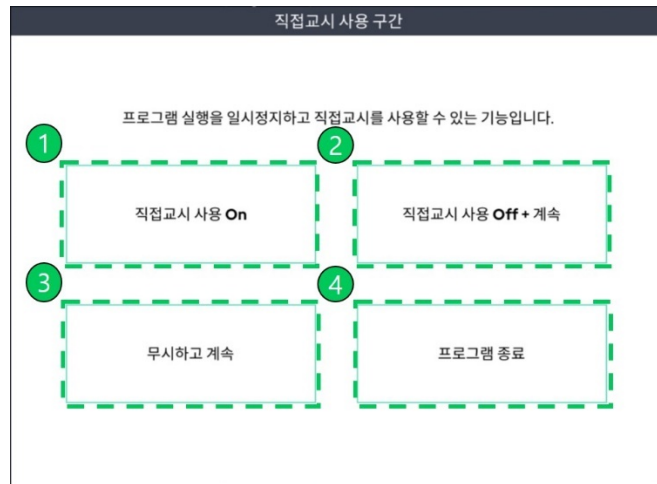 직접교시 사용 구간
프로그램 실행을 일시정지하고 직접교시를 사용할 수 있는 기능입니다.
1
2
직접교시 사용 On
직접교시 사용 Off + 계속
3
4
무시하고 계속
프로그램 종료